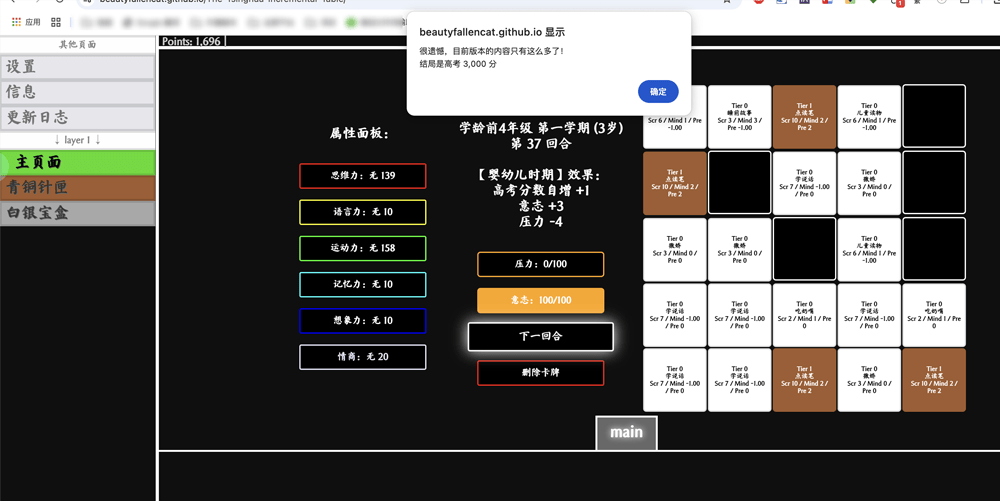 beautyfallencat.github.io/The-Tsinghua-Incremental-Table/
应用
beautyfallencat.github.io 显示
很遗憾，目前版本的内容只有这么多了！
结局是高考 3,000 分
确定
其他页面
设置
信息
更新日志
↓ layer 1 ↓
主页面
青铜针匣
白银宝盒
Points: 1,696 |
属性面板：
思维力：无 139
语言力：无 10
运动力：无 158
记忆力：无 10
想象力：无 10
情商：无 20
学龄前4年级 第一学期 (3岁)
第 37 回合
【婴幼儿时期】效果：
高考分数自增 +1
意志 +3
压力 -4
压力：0/100
意志：100/100
下一回合
删除卡牌
main
Scr 6 / Mind 1 / Pre
-1.00
Tier 0
睡前故事
Scr 3 / Mind 3 /
Pre -1.00
Tier 1
点读笔
Scr 10 / Mind 2 /
Pre 2
Tier 0
儿童读物
Scr 6 / Mind 1 / Pre
-1.00
Tier 1
点读笔
Scr 10 / Mind 2 /
Pre 2
Tier 0
学说话
Scr 7 / Mind -1.00
/ Pre 0
Tier 0
撒娇
Scr 3 / Mind 0 /
Pre 0
Tier 0
撒娇
Scr 3 / Mind 0 /
Pre 0
Tier 0
撒娇
Scr 3 / Mind 0 /
Pre 0
Tier 0
儿童读物
Scr 6 / Mind 1 / Pre
-1.00
Tier 0
学说话
Scr 7 / Mind -1.00
/ Pre 0
Tier 0
学说话
Scr 7 / Mind -1.00
/ Pre 0
Tier 0
吃奶嘴
Scr 2 / Mind 1 / Pre
0
Tier 0
学说话
Scr 7 / Mind -1.00
/ Pre 0
Tier 0
吃奶嘴
Scr 2 / Mind 1 / Pre
0
Tier 0
学说话
Scr 7 / Mind -1.00
/ Pre 0
Tier 0
学说话
Scr 7 / Mind -1.00
/ Pre 0
Tier 1
点读笔
Scr 10 / Mind 2 /
Pre 2
Tier 0
撒娇
Scr 3 / Mind 0 /
Pre 0
Tier 1
点读笔
Scr 10 / Mind 2 /
Pre 2